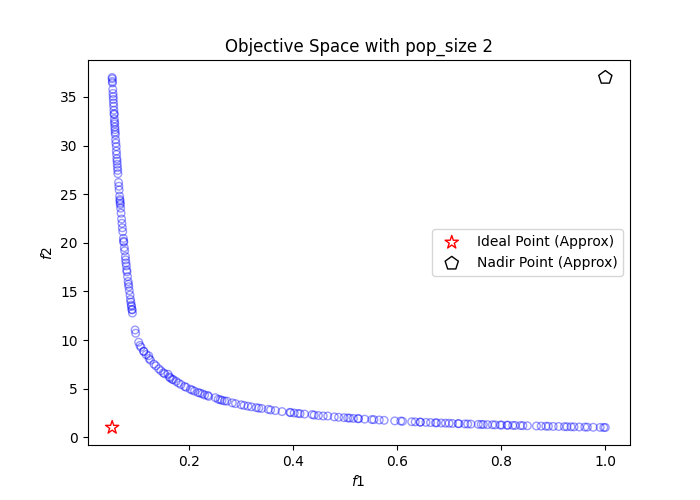 Objective Space with pop_size 2
f2
35
30
25
20
15
10
5
0
Ideal Point (Approx)
Nadir Point (Approx)
0.2 0.4 0.6 0.8 1.0
f1